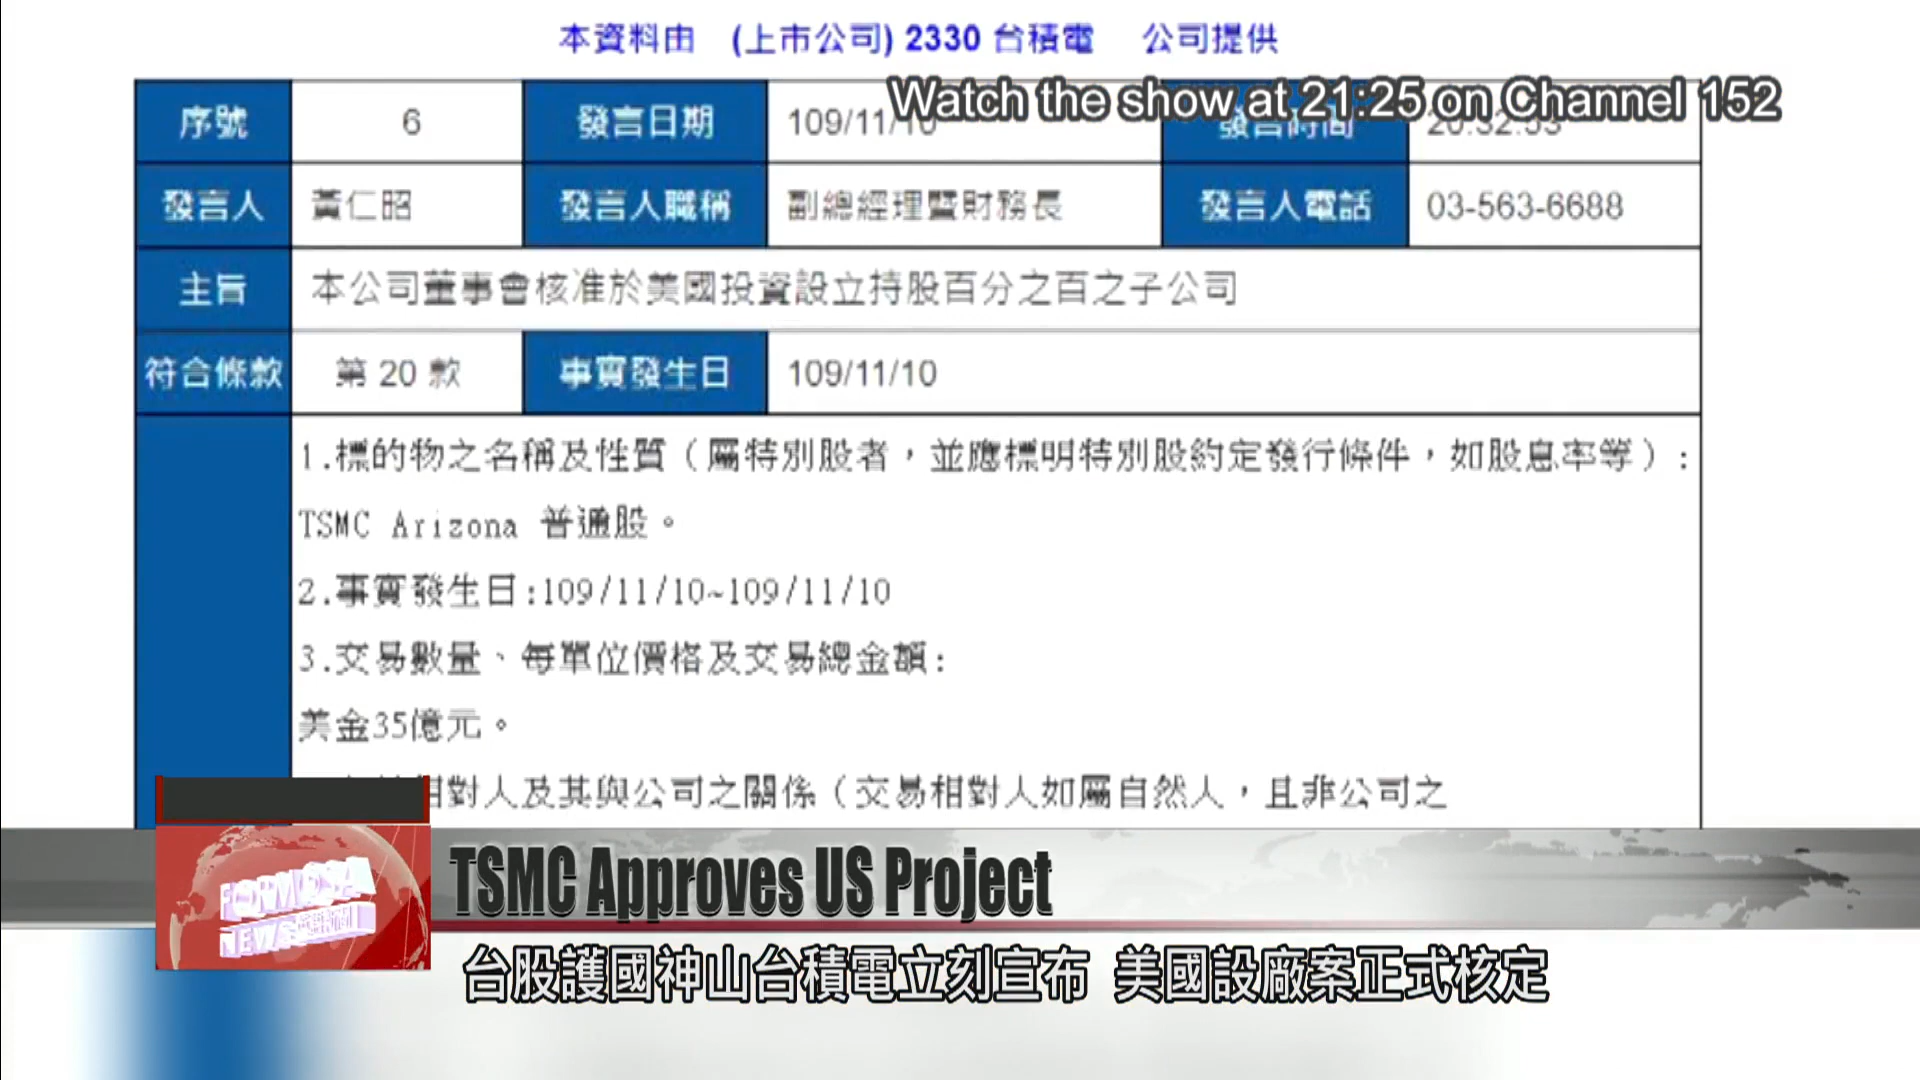 本資料由 (上市公司) 2330 台積電 公司提供
Watch the show at 21:25 on Channel 152
序號 6 發言日期 109/11/10 發言時間 20:32:53
發言人 黃仁昭 發言人職稱 副總經理暨財務長 發言人電話 03-563-6688
主旨 本公司董事會核准於美國投資設立持股百分之百之子公司
符合條款 第 20 款 事實發生日 109/11/10
1.標的物之名稱及性質（屬特別股者，並應標明特別股約定發行條件，如股息率等）:
TSMC Arizona 普通股。
2.事實發生日:109/11/10~109/11/10
3.交易數量、每單位價格及交易總金額:
美金35億元。
相對人及其與公司之關係（交易相對人如屬自然人，且非公司之
FORMOSA
NEWS
TSMC Approves US Project
台股護國神山台積電立刻宣布 美國設廠案正式核定